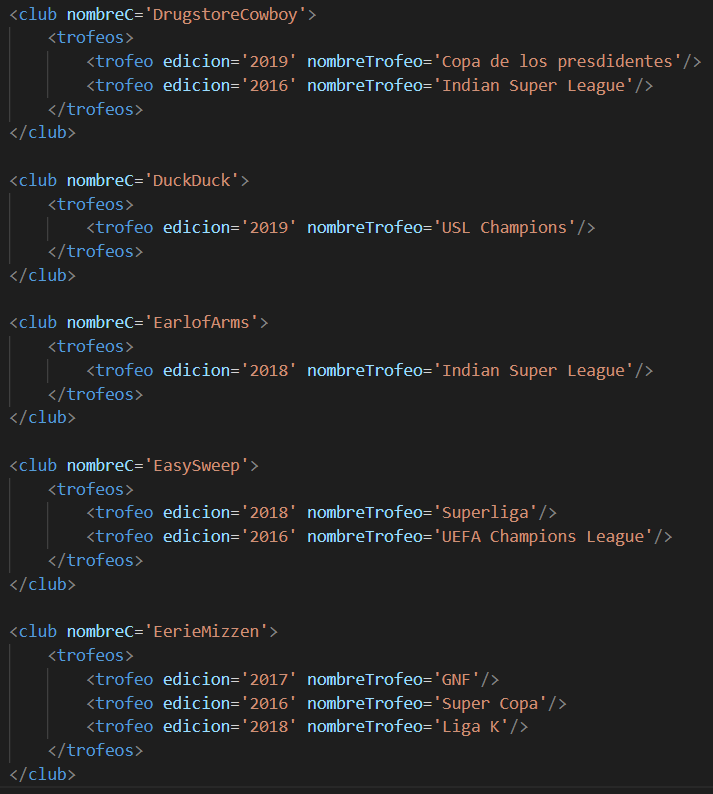 <club nombreC='DrugstoreCowboy'>
<trofeos>
<trofeo edicion='2019' nombreTrofeo='Copa de los presdidentes'/>
<trofeo edicion='2016' nombreTrofeo='Indian Super League'/>
</trofeos>
</club>
<club nombreC='DuckDuck'>
<trofeos>
<trofeo edicion='2019' nombreTrofeo='USL Champions'/>
</trofeos>
</club>
<club nombreC='EarlofArms'>
<trofeos>
<trofeo edicion='2018' nombreTrofeo='Indian Super League'/>
</trofeos>
</club>
<club nombreC='EasySweep'>
<trofeos>
<trofeo edicion='2018' nombreTrofeo='Superliga'/>
<trofeo edicion='2016' nombreTrofeo='UEFA Champions League'/>
</trofeos>
</club>
<club nombreC='EerieMizzen'>
<trofeos>
<trofeo edicion='2017' nombreTrofeo='GNF'/>
<trofeo edicion='2016' nombreTrofeo='Super Copa'/>
<trofeo edicion='2018' nombreTrofeo='Liga K'/>
</trofeos>
</club>